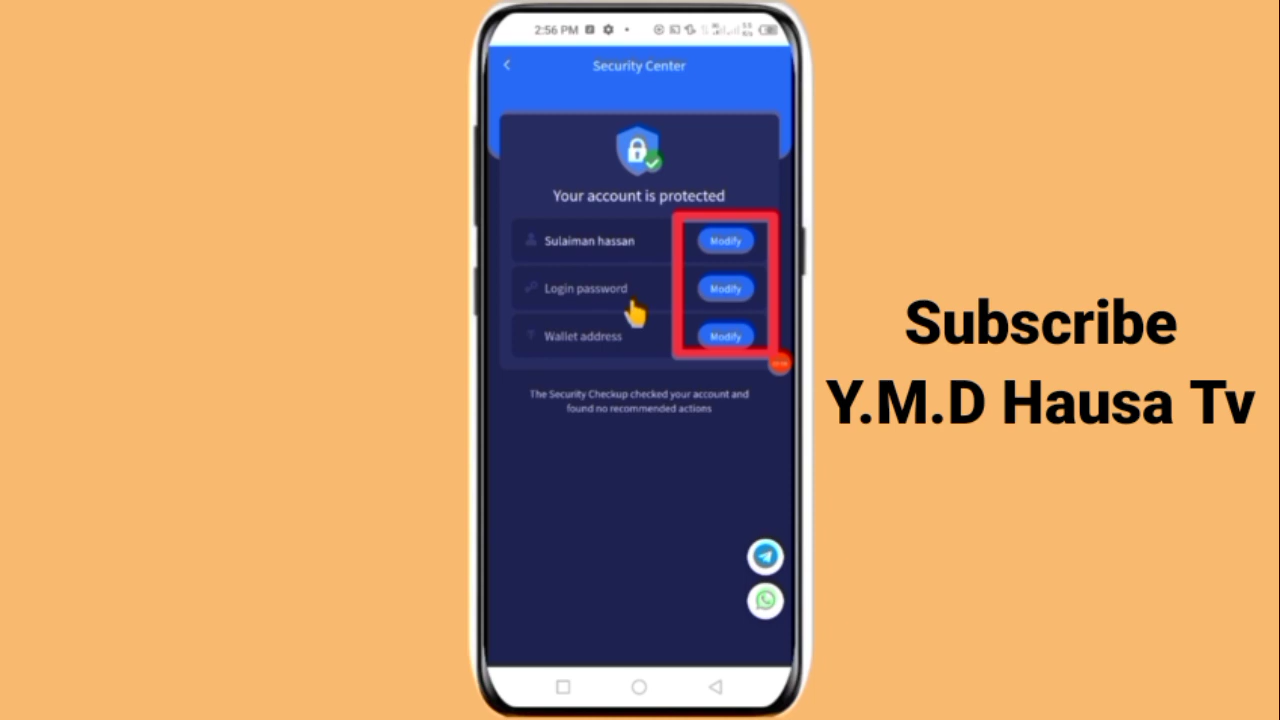 2:56 PM
Security Center
Your account is protected
Sulaiman hassan
Modify
Login password
Modify
Wallet address
Modify
The Security Checkup checked your account and
found no recommended actions
Subscribe
Y.M.D Hausa Tv